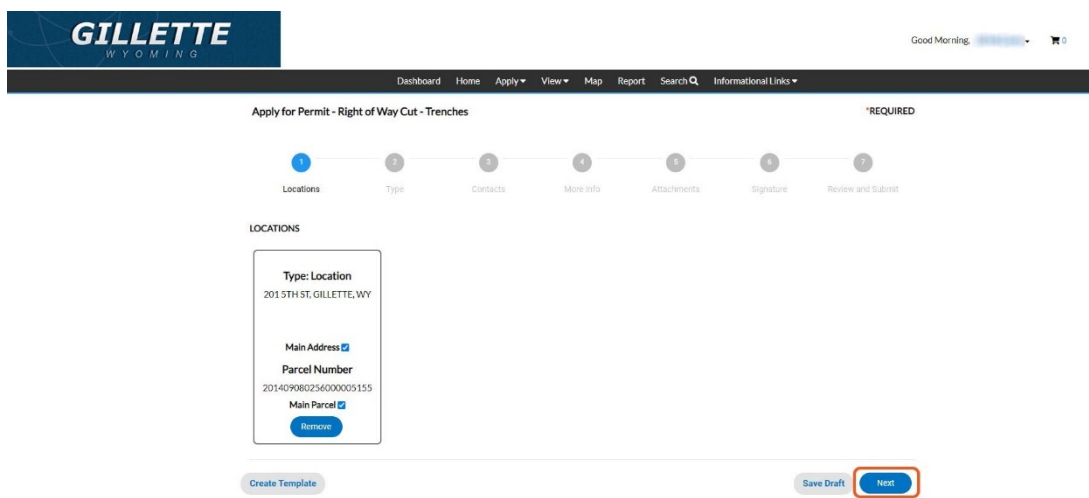 GILLETTE
WYOMING
Good Morning,
0
Dashboard Home Apply View Map Report Search Informational Links
Apply for Permit - Right of Way Cut - Trenches
*REQUIRED
1 2 3 4 5 6 7
Locations Type Contacts More Info Attachments Signature Review and Submit
LOCATIONS
Type: Location
201 5TH ST, GILLETTE, WY
Main Address
Parcel Number
201409080256000005155
Main Parcel
Remove
Create Template
Save Draft Next